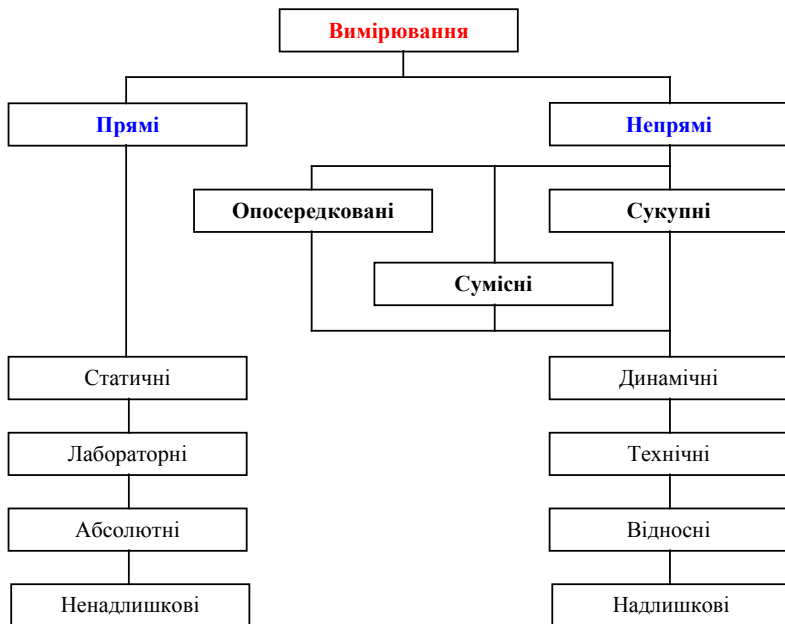 Вимірювання
Прямі
Непрямі
Опосередковані
Сукупні
Сумісні
Статичні
Динамічні
Лабораторні
Технічні
Абсолютні
Відносні
Ненадлишкові
Надлишкові